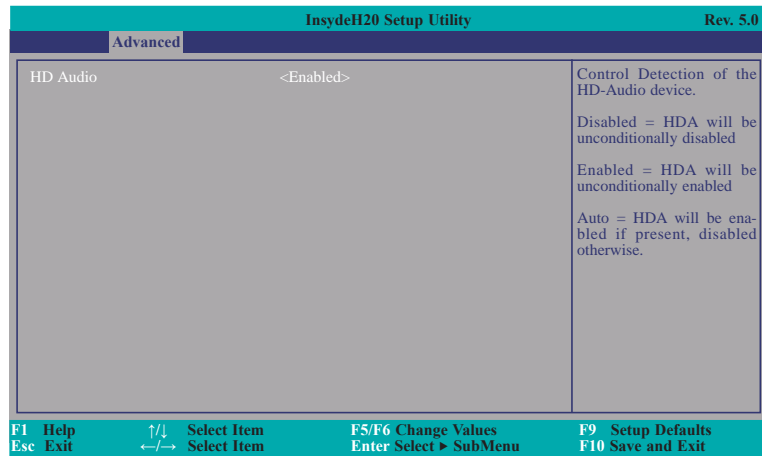 InsydeH20 Setup Utility Rev. 5.0
Advanced
HD Audio <Enabled>
Control Detection of the
HD-Audio device.
Disabled = HDA will be
unconditionally disabled
Enabled = HDA will be
unconditionally enabled
Auto = HDA will be ena-
bled if present, disabled
otherwise.
F1 Help ↑/↓ Select Item F5/F6 Change Values F9 Setup Defaults
Esc Exit ←/→ Select Item Enter Select ► SubMenu F10 Save and Exit